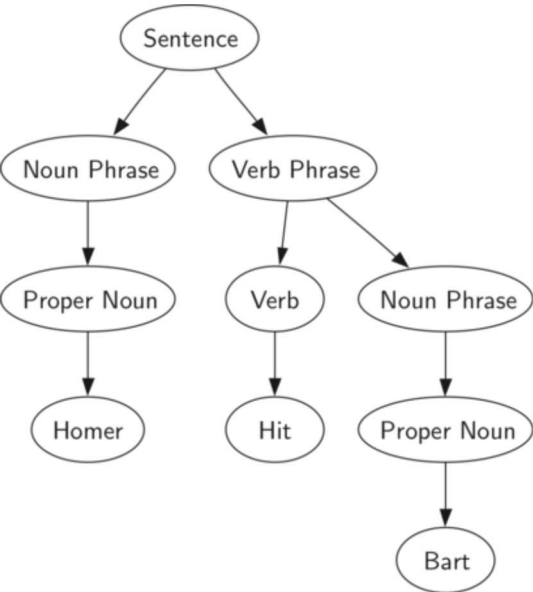 Sentence
Noun Phrase
Verb Phrase
Proper Noun
Verb
Noun Phrase
Homer
Hit
Proper Noun
Bart